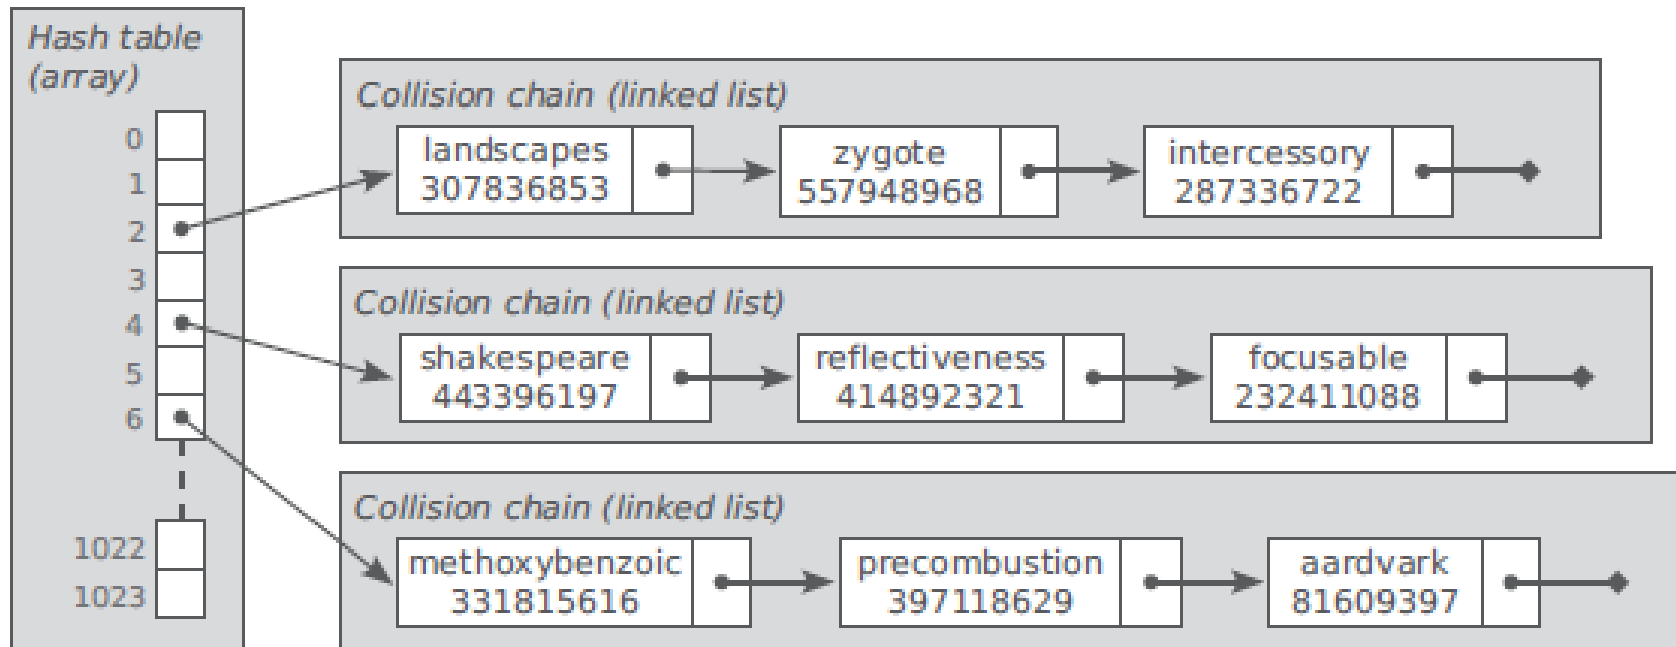 Hash table
(array)
0
1
2
3
4
5
6
1022
1023
Collision chain (linked list)
landscapes
307836853
zygote
557948968
intercessory
287336722
Collision chain (linked list)
shakespeare
443396197
reflectiveness
414892321
focusable
232411088
Collision chain (linked list)
methoxybenzoic
331815616
precombustion
397118629
aardvark
81609397